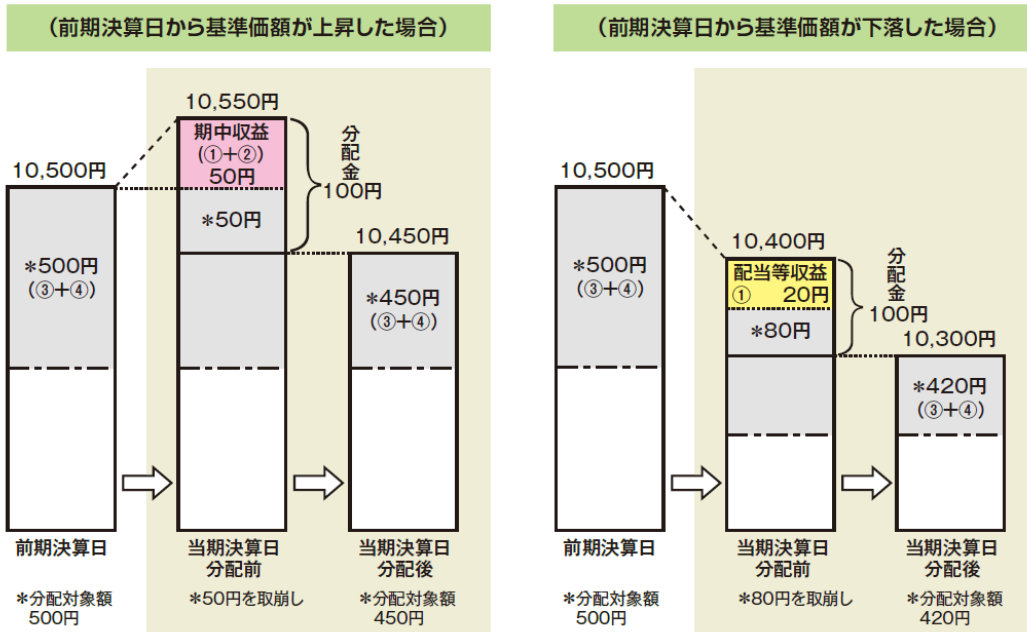 (前期決算日から基準価額が上昇した場合)
10,500円
*500円
(③+④)
前期決算日
*分配対象額
500円
10,550円
期中収益
(①+②)
50円
*50円
分配金
100円
当期決算日
分配前
*50円を取崩し
10,450円
*450円
(③+④)
当期決算日
分配後
*分配対象額
450円
(前期決算日から基準価額が下落した場合)
10,500円
*500円
(③+④)
前期決算日
*分配対象額
500円
10,400円
配当等収益
① 20円
*80円
分配金
100円
当期決算日
分配前
*80円を取崩し
10,300円
*420円
(③+④)
当期決算日
分配後
*分配対象額
420円